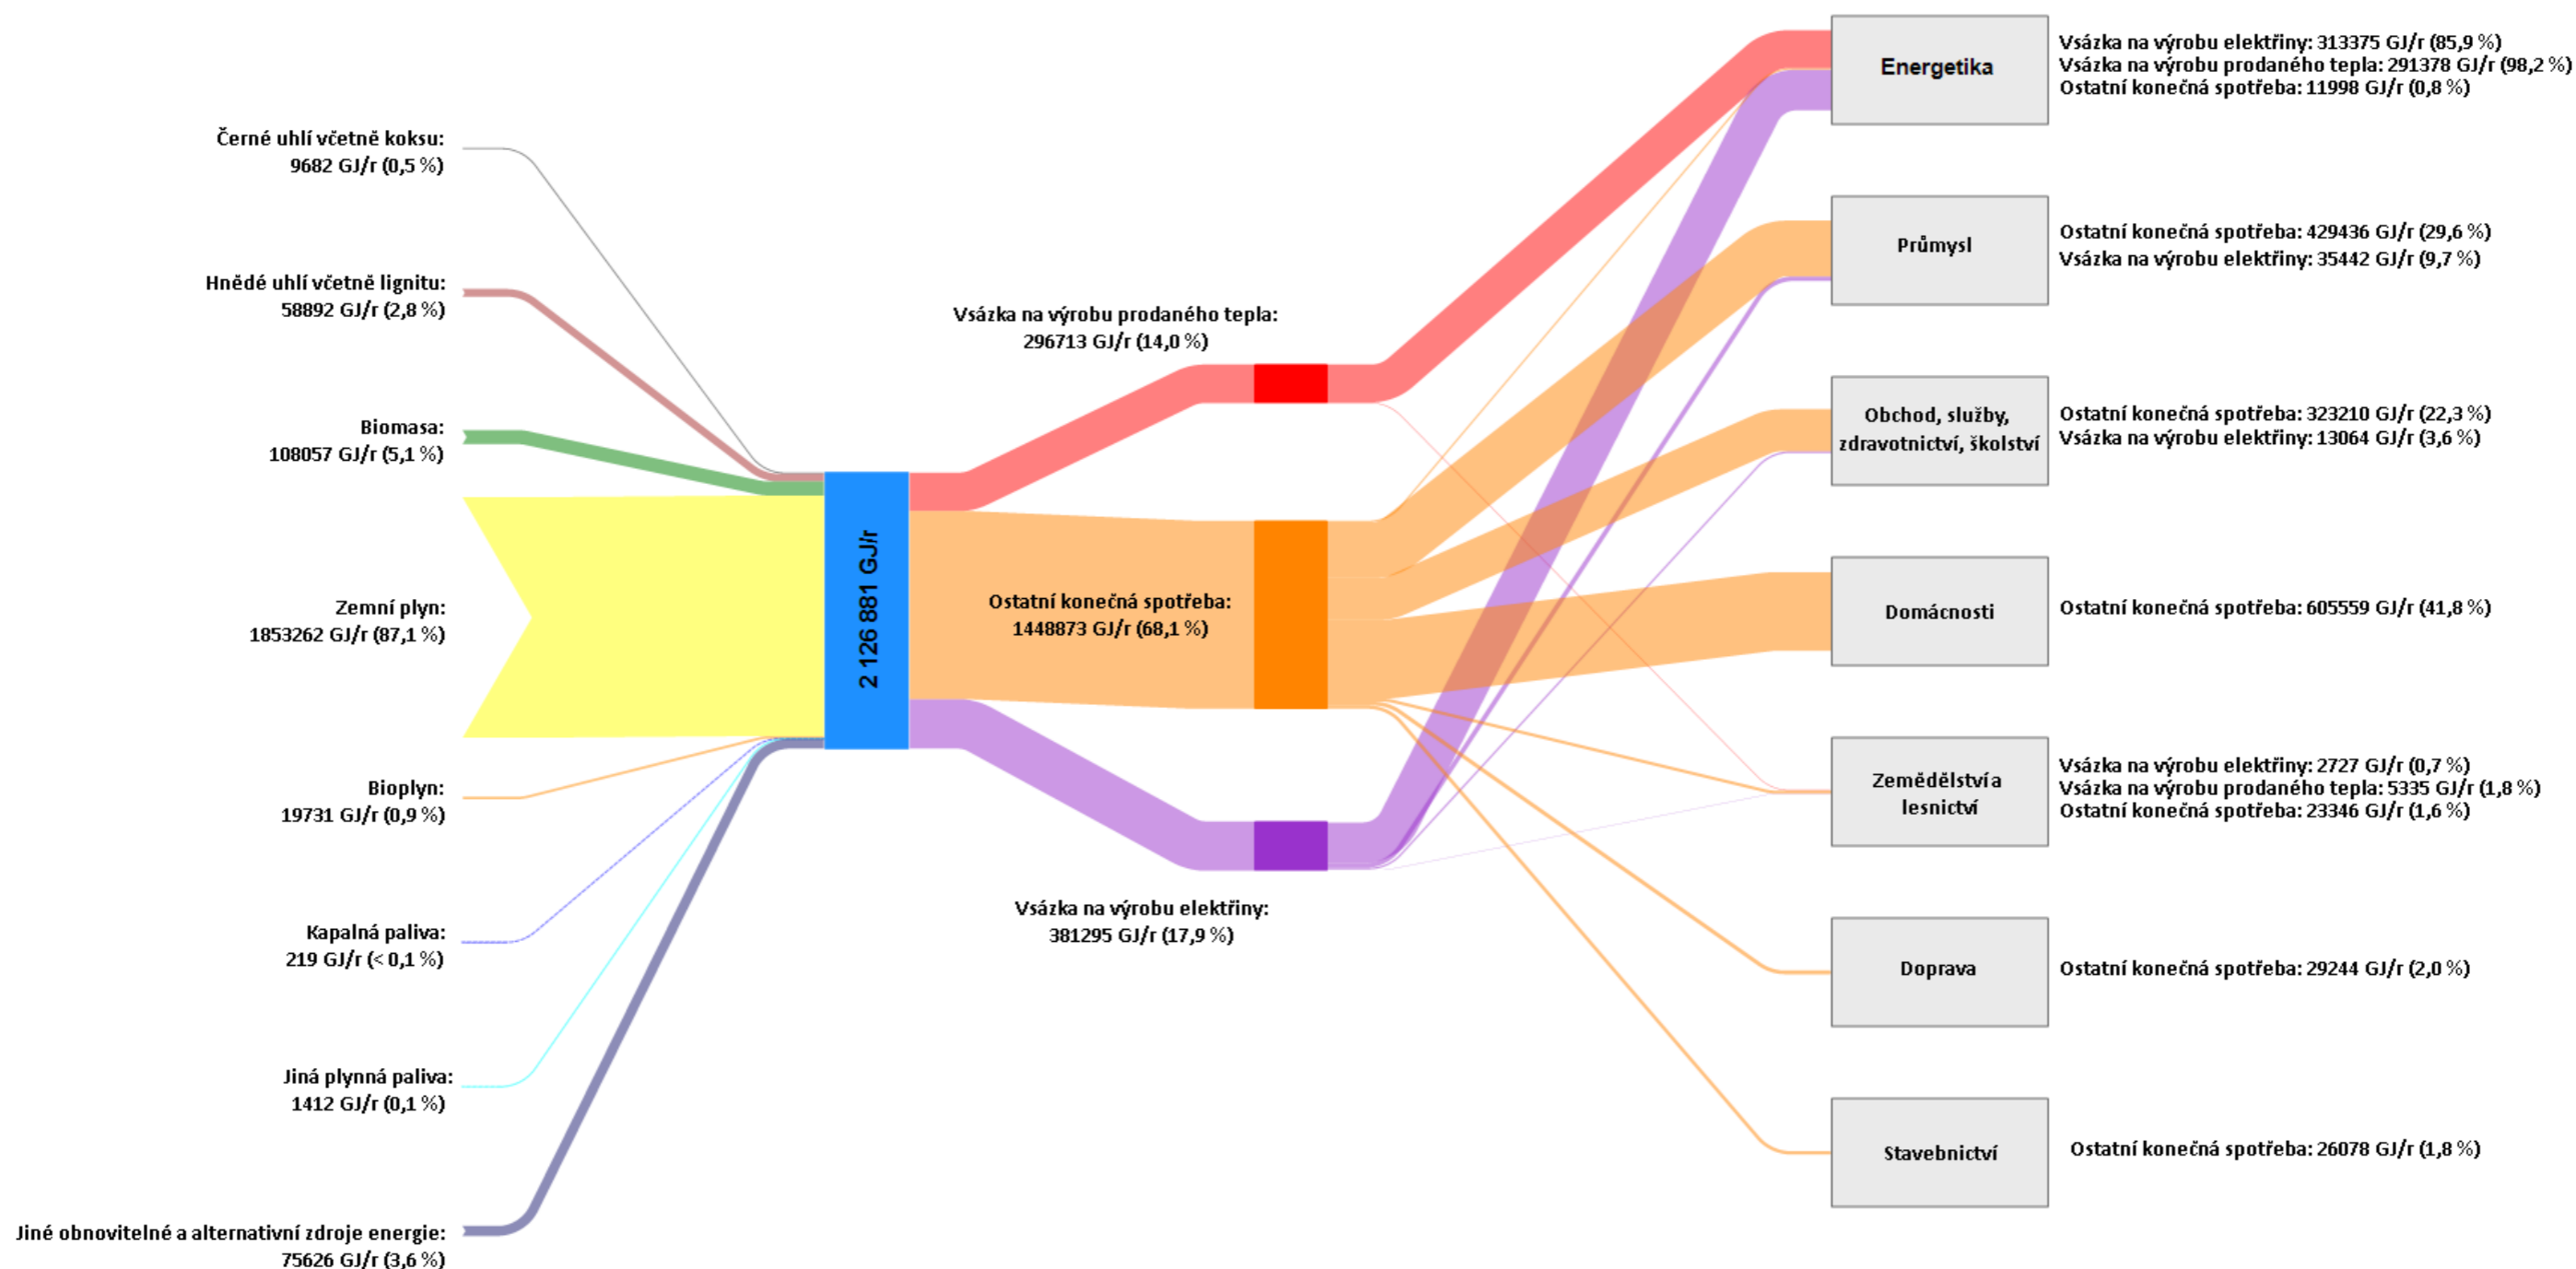 Černé uhlí včetně koksu:
9682 GJ/r (0,5 %)
Hnědé uhlí včetně lignitu:
58892 GJ/r (2,8 %)
Biomasa:
108057 GJ/r (5,1 %)
Zemní plyn:
1853262 GJ/r (87,1 %)
Bioplyn:
19731 GJ/r (0,9 %)
Kapalná paliva:
219 GJ/r (< 0,1 %)
Jiná plynná paliva:
1412 GJ/r (0,1 %)
Jiné obnovitelné a alternativní zdroje energie:
75626 GJ/r (3,6 %)
2 126 881 GJ/r
Vsázka na výrobu prodaného tepla:
296713 GJ/r (14,0 %)
Ostatní konečná spotřeba:
1448873 GJ/r (68,1 %)
Vsázka na výrobu elektřiny:
381295 GJ/r (17,9 %)
Energetika
Vsázka na výrobu elektřiny: 313375 GJ/r (85,9 %)
Vsázka na výrobu prodaného tepla: 291378 GJ/r (98,2 %)
Ostatní konečná spotřeba: 11998 GJ/r (0,8 %)
Průmysl
Ostatní konečná spotřeba: 429436 GJ/r (29,6 %)
Vsázka na výrobu elektřiny: 35442 GJ/r (9,7 %)
Obchod, služby,
zdravotnictví, školství
Ostatní konečná spotřeba: 323210 GJ/r (22,3 %)
Vsázka na výrobu elektřiny: 13064 GJ/r (3,6 %)
Domácnosti
Ostatní konečná spotřeba: 605559 GJ/r (41,8 %)
Zemědělství a
lesnictví
Vsázka na výrobu elektřiny: 2727 GJ/r (0,7 %)
Vsázka na výrobu prodaného tepla: 5335 GJ/r (1,8 %)
Ostatní konečná spotřeba: 23346 GJ/r (1,6 %)
Doprava
Ostatní konečná spotřeba: 29244 GJ/r (2,0 %)
Stavebnictví
Ostatní konečná spotřeba: 26078 GJ/r (1,8 %)